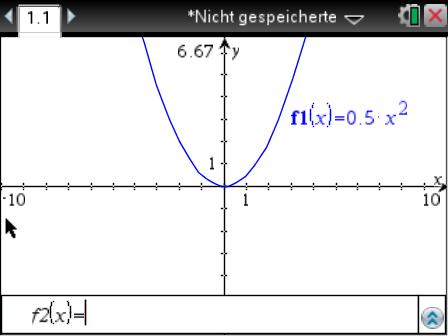 1.1 *Nicht gespeicherte
6.67 y
f1(x)=0.5·x²
1
x
-10 1 10
f2(x)=